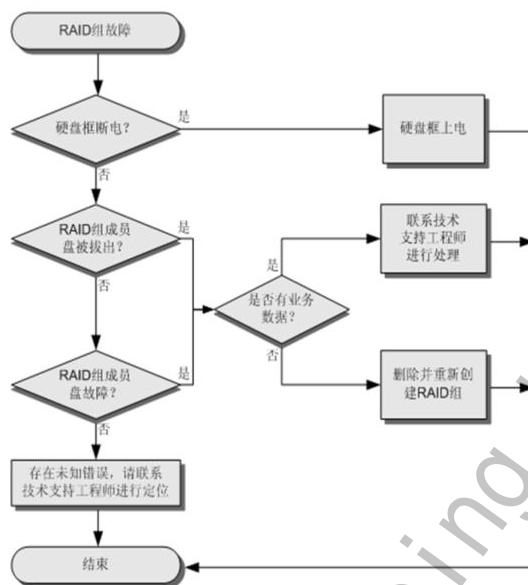 RAID组故障
硬盘框断电？
是
硬盘框上电
否
RAID组成员
盘被拔出？
是
联系技术
支持工程师
进行处理
是
是否有业务
数据？
否
否
RAID组成员
盘故障？
是
删除并重新创
建RAID组
否
存在未知错误，请联系
技术支持工程师进行定位
结束